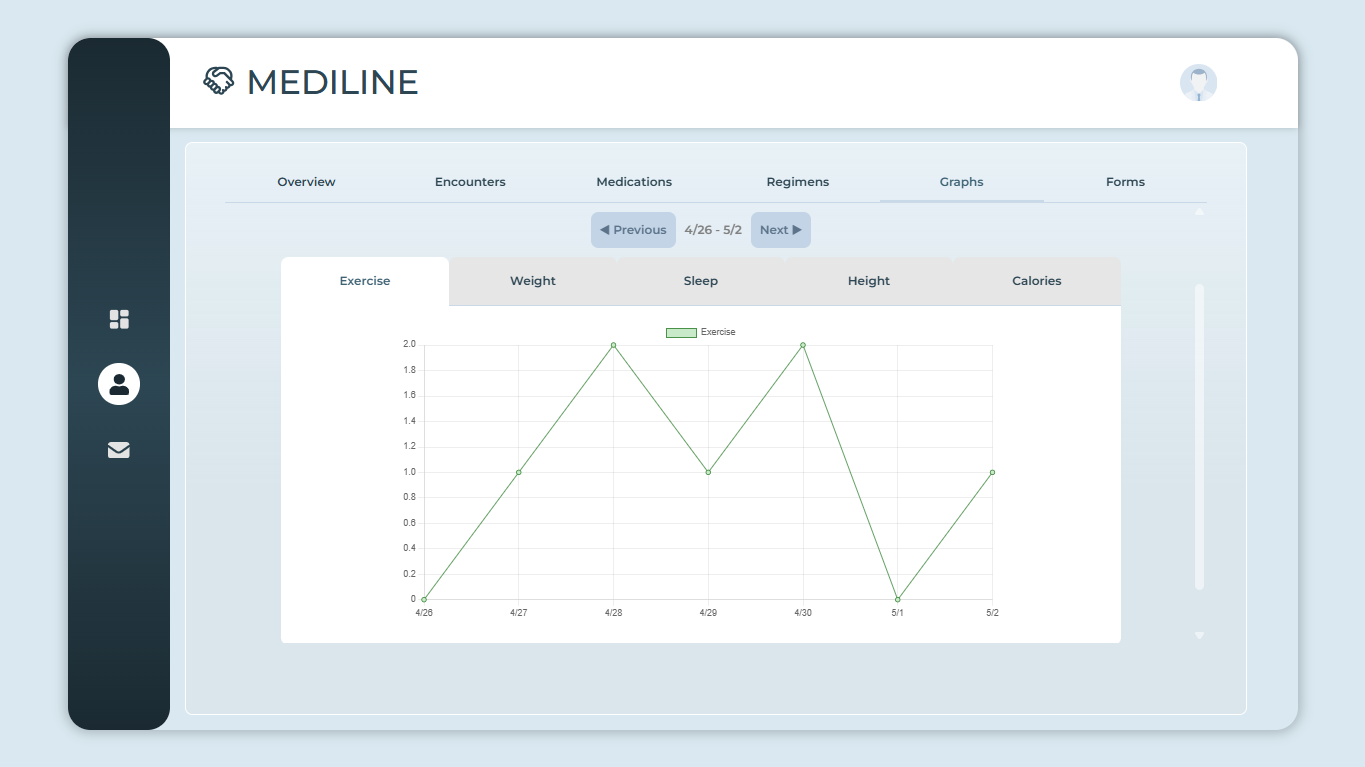 MEDILINE
Overview Encounters Medications Regimens Graphs Forms
◀ Previous 4/26 - 5/2 Next ▶
Exercise Weight Sleep Height Calories
Exercise
2.0
1.8
1.6
1.4
1.2
1.0
0.8
0.6
0.4
0.2
0
4/26 4/27 4/28 4/29 4/30 5/1 5/2